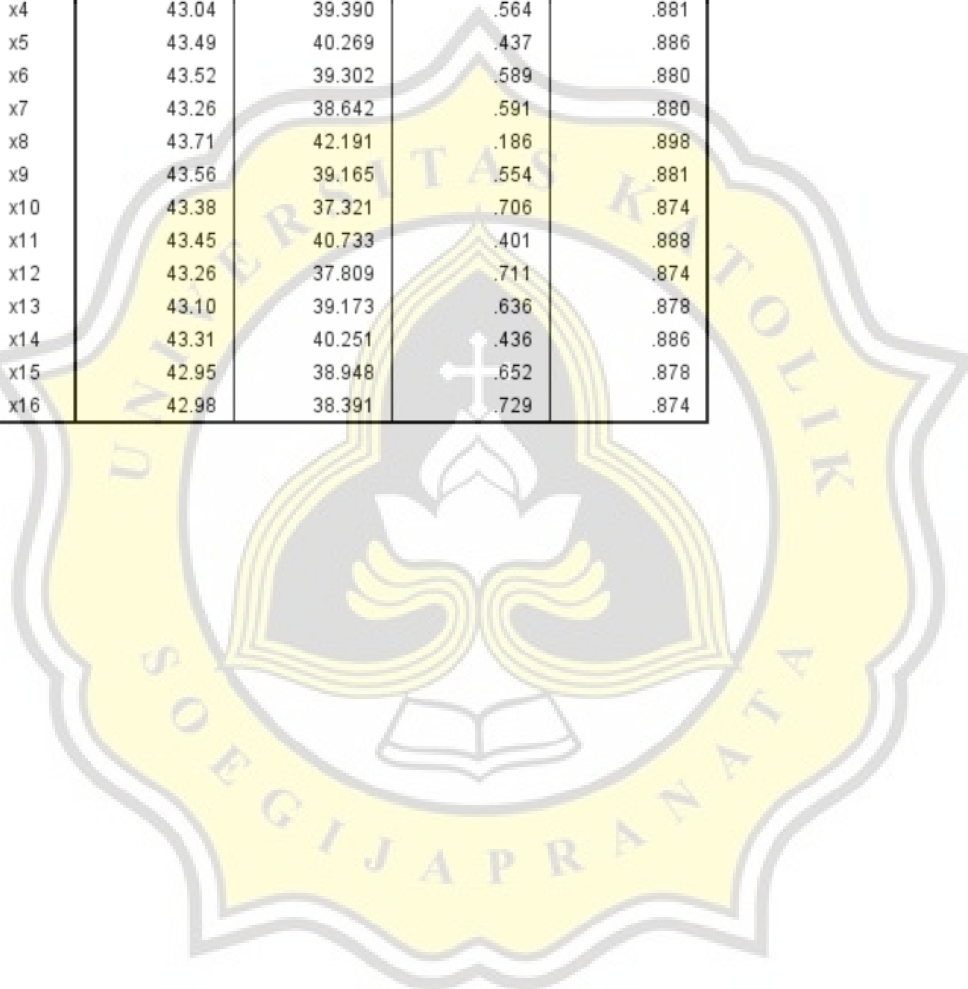 x4 43.04 39.390 .564 .881
x5 43.49 40.269 .437 .886
x6 43.52 39.302 .589 .880
x7 43.26 38.642 .591 .880
x8 43.71 42.191 .186 .898
x9 43.56 39.165 .554 .881
x10 43.38 37.321 .706 .874
x11 43.45 40.733 .401 .888
x12 43.26 37.809 .711 .874
x13 43.10 39.173 .636 .878
x14 43.31 40.251 .436 .886
x15 42.95 38.948 .652 .878
x16 42.98 38.391 .729 .874
UNIVERSITAS KATOLIK
SOEGIJAPRANATA